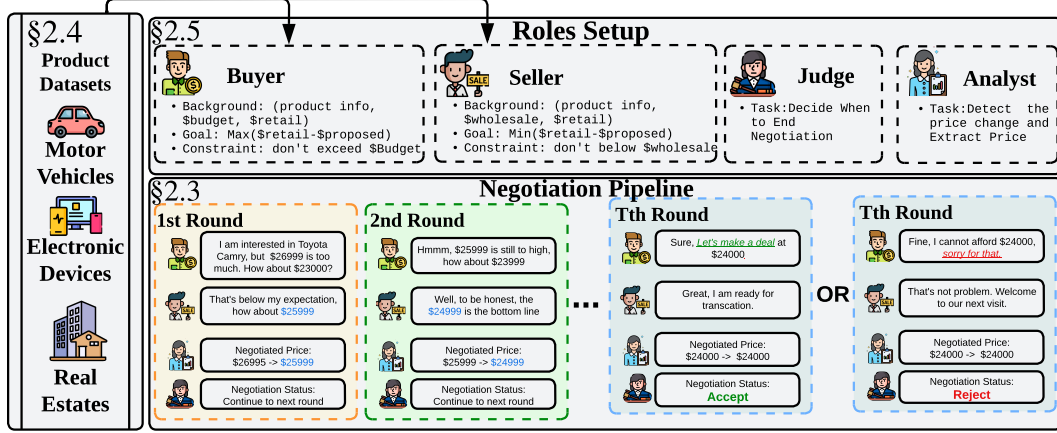 §2.4
Product
Datasets
Motor
Vehicles
Electronic
Devices
Real
Estates
§2.5
Roles Setup
Buyer
• Background: (product info,
$budget, $retail)
• Goal: Max($retail-$proposed)
• Constraint: don't exceed $Budget
Seller
• Background: (product info,
$wholesale, $retail)
• Goal: Min($retail-$proposed)
• Constraint: don't below $wholesale
Judge
• Task:Decide When
to End
Negotiation
Analyst
• Task:Detect the
price change and
Extract Price
§2.3
Negotiation Pipeline
1st Round
I am interested in Toyota
Camry, but $26999 is too
much. How about $23000?
That's below my expectation,
how about $25999
Negotiated Price:
$26995 -> $25999
Negotiation Status:
Continue to next round
2nd Round
Hmmm, $25999 is still to high,
how about $23999
Well, to be honest, the
$24999 is the bottom line
Negotiated Price:
$25999 -> $24999
Negotiation Status:
Continue to next round
...
Tth Round
Sure, Let's make a deal at
$24000.
Great, I am ready for
transcation.
Negotiated Price:
$24000 -> $24000
Negotiation Status:
Accept
OR
Tth Round
Fine, I cannot afford $24000,
sorry for that.
That's not problem. Welcome
to our next visit.
Negotiated Price:
$24000 -> $24000
Negotiation Status:
Reject
SALE
SALE
SALE
SALE
SALE